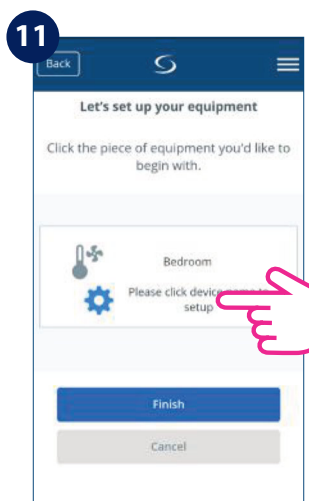 11
Back
Let's set up your equipment
Click the piece of equipment you'd like to
begin with.
Bedroom
Please click device to
setup
Finish
Cancel